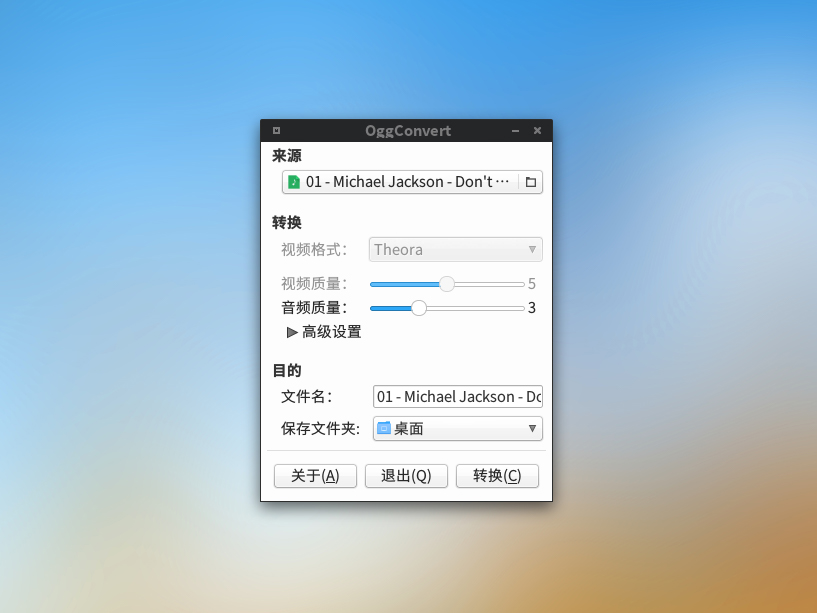 OggConvert
来源
01 - Michael Jackson - Don't ···
转换
视频格式： Theora
视频质量： 5
音频质量： 3
高级设置
目的
文件名： 01 - Michael Jackson - Do
保存文件夹: 桌面
关于(A) 退出(Q) 转换(C)